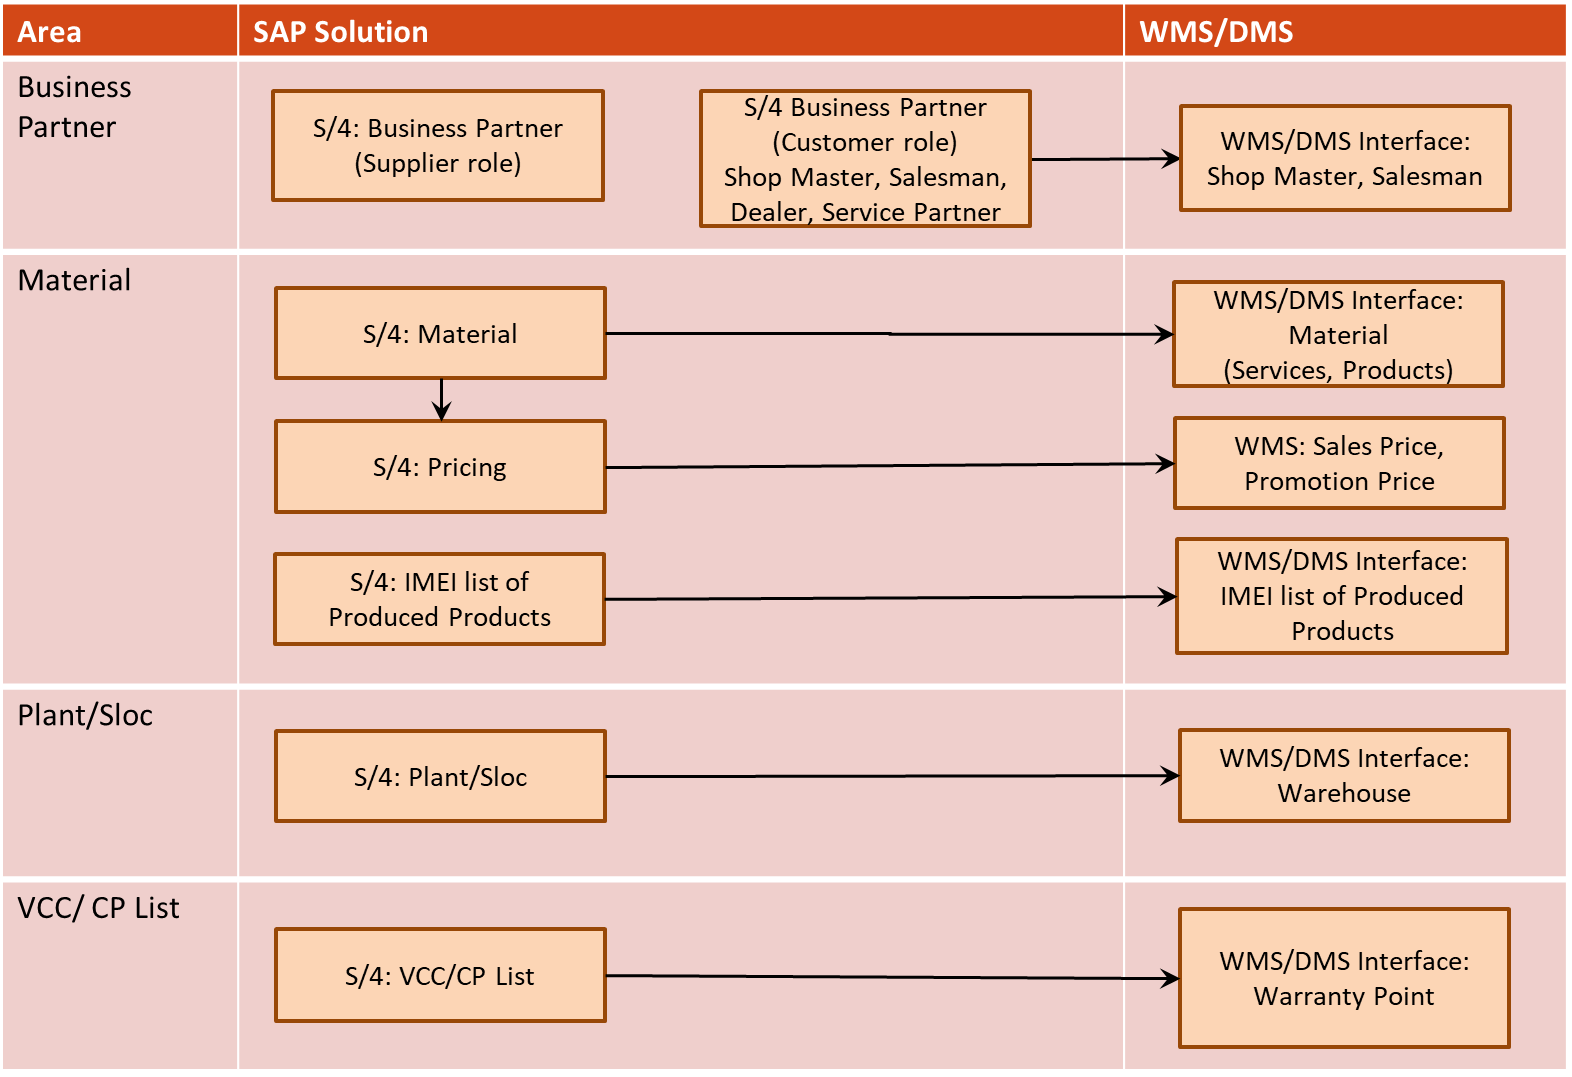 Area
SAP Solution
WMS/DMS
Business
Partner
S/4: Business Partner
(Supplier role)
S/4 Business Partner
(Customer role)
Shop Master, Salesman,
Dealer, Service Partner
WMS/DMS Interface:
Shop Master, Salesman
Material
S/4: Material
WMS/DMS Interface:
Material
(Services, Products)
S/4: Pricing
WMS: Sales Price,
Promotion Price
S/4: IMEI list of
Produced Products
WMS/DMS Interface:
IMEI list of Produced
Products
Plant/Sloc
S/4: Plant/Sloc
WMS/DMS Interface:
Warehouse
VCC/ CP List
S/4: VCC/CP List
WMS/DMS Interface:
Warranty Point